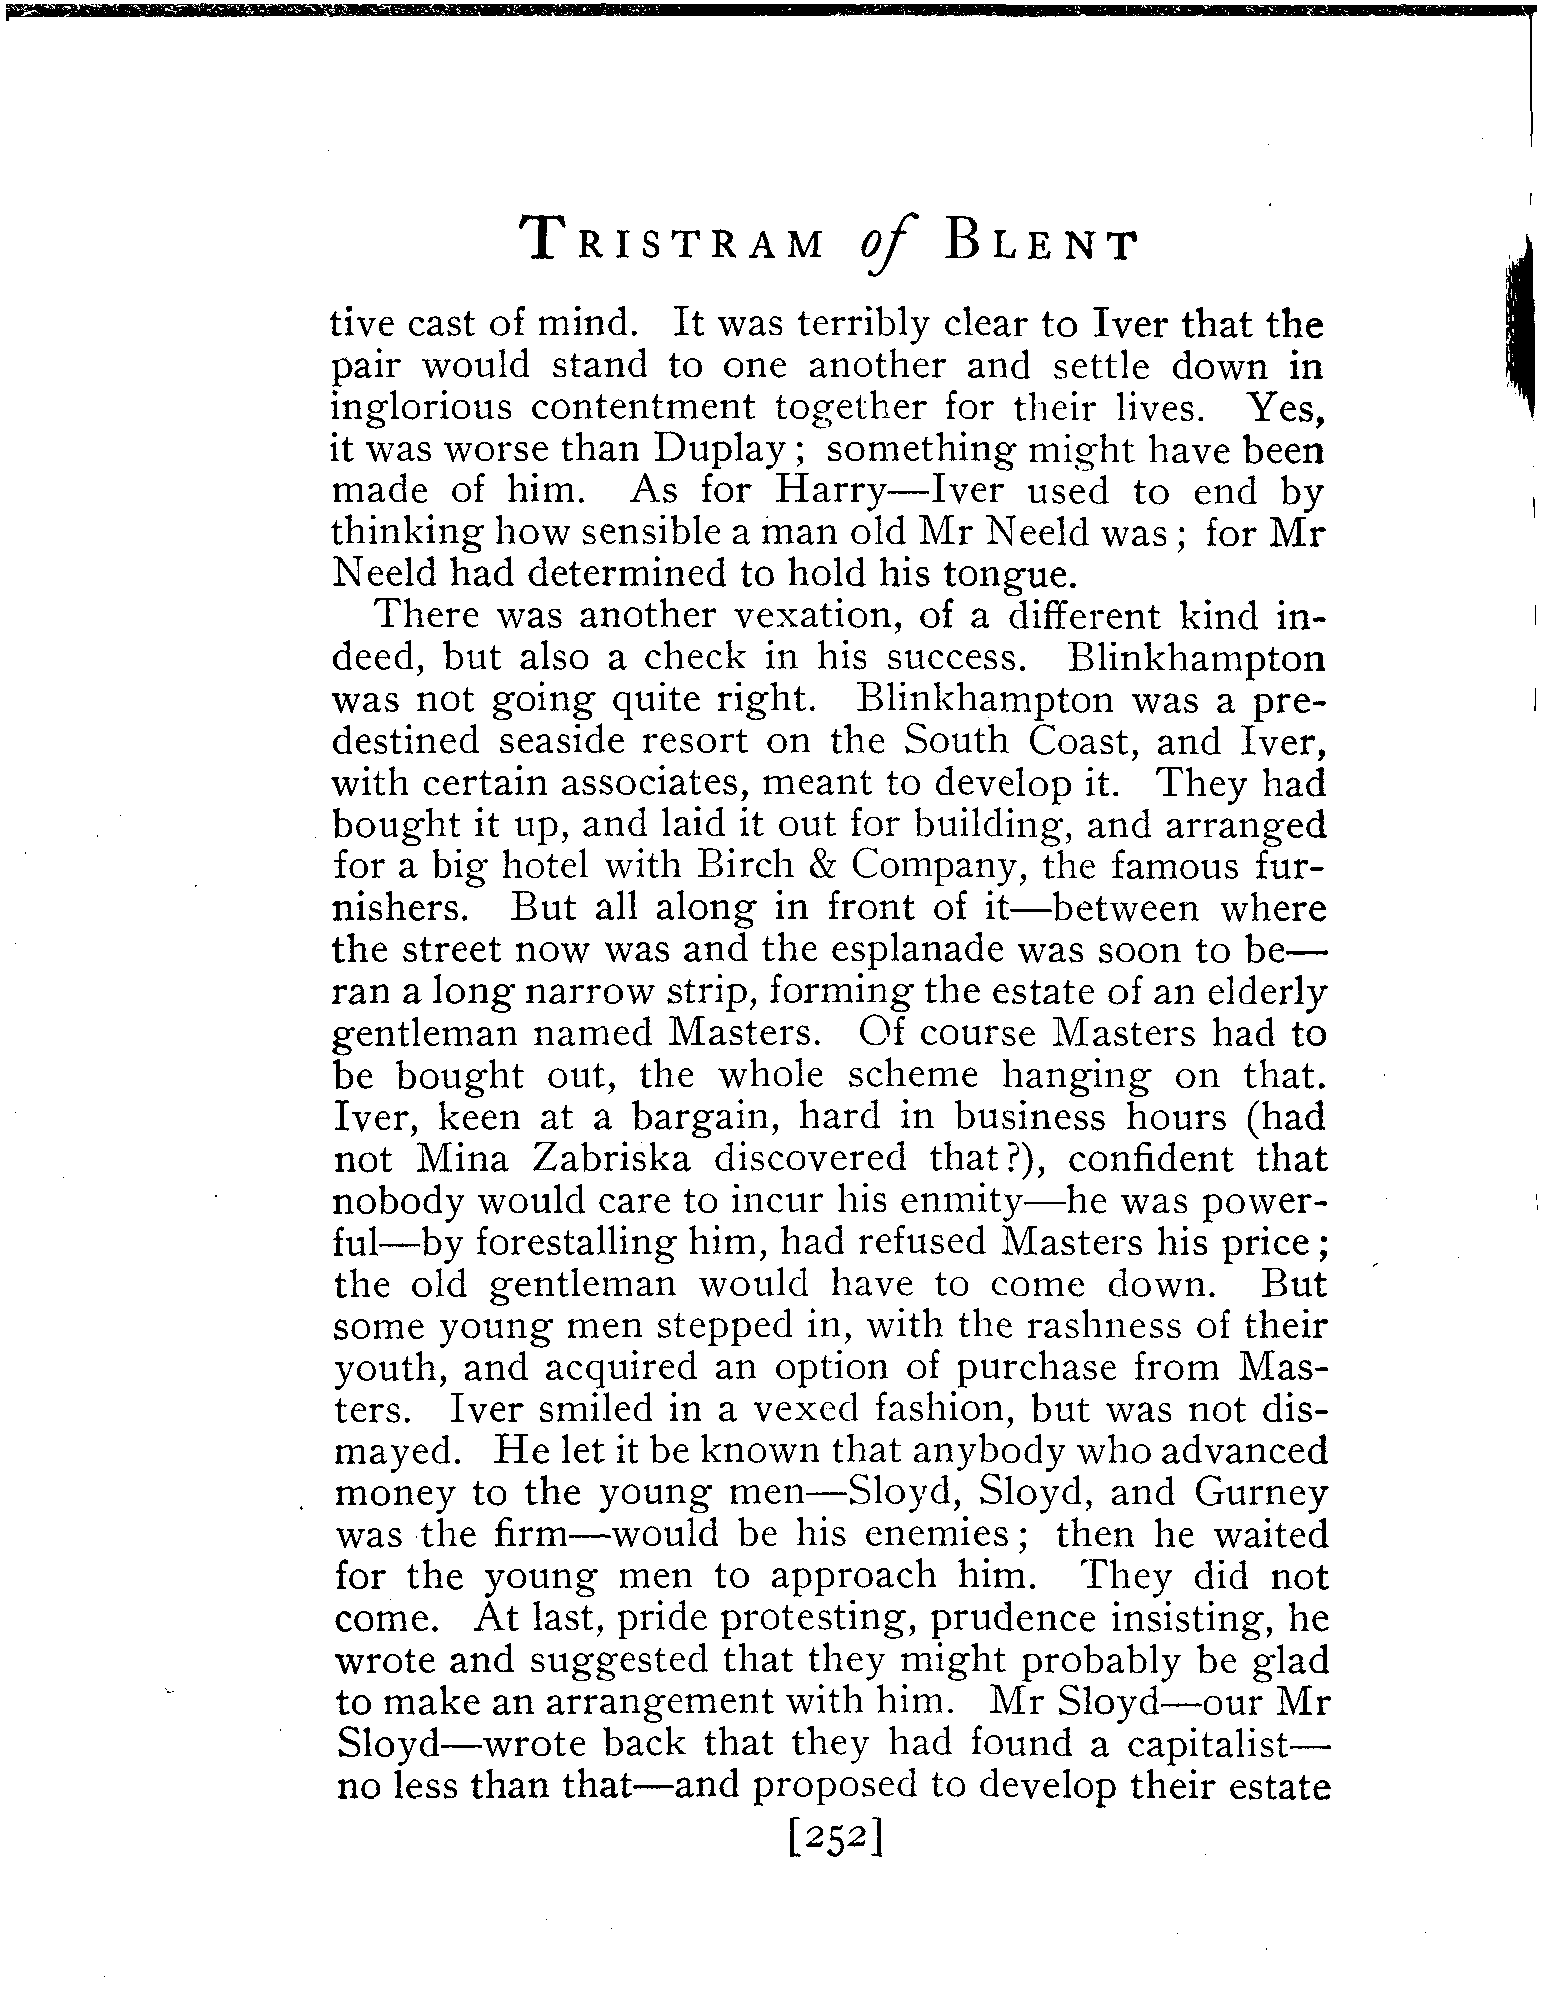 TRISTRAM of BLENT
tive cast of mind. It was terribly clear to Iver that the
pair would stand to one another and settle down in
inglorious contentment together for their lives. Yes,
it was worse than Duplay; something might have been
made of him. As for Harry—Iver used to end by
thinking how sensible a man old Mr Neeld was; for Mr
Neeld had determined to hold his tongue.
There was another vexation, of a different kind in-
deed, but also a check in his success. Blinkhampton
was not going quite right. Blinkhampton was a pre-
destined seaside resort on the South Coast, and Iver,
with certain associates, meant to develop it. They had
bought it up, and laid it out for building, and arranged
for a big hotel with Birch & Company, the famous fur-
nishers. But all along in front of it—between where
the street now was and the esplanade was soon to be—
ran a long narrow strip, forming the estate of an elderly
gentleman named Masters. Of course Masters had to
be bought out, the whole scheme hanging on that.
Iver, keen at a bargain, hard in business hours (had
not Mina Zabriska discovered that?), confident that
nobody would care to incur his enmity—he was power-
ful—by forestalling him, had refused Masters his price;
the old gentleman would have to come down. But
some young men stepped in, with the rashness of their
youth, and acquired an option of purchase from Mas-
ters. Iver smiled in a vexed fashion, but was not dis-
mayed. He let it be known that anybody who advanced
money to the young men—Sloyd, Sloyd, and Gurney
was the firm—would be his enemies; then he waited
for the young men to approach him. They did not
come. At last, pride protesting, prudence insisting, he
wrote and suggested that they might probably be glad
to make an arrangement with him. Mr Sloyd—our Mr
Sloyd—wrote back that they had found a capitalist—
no less than that—and proposed to develop their estate
[252]